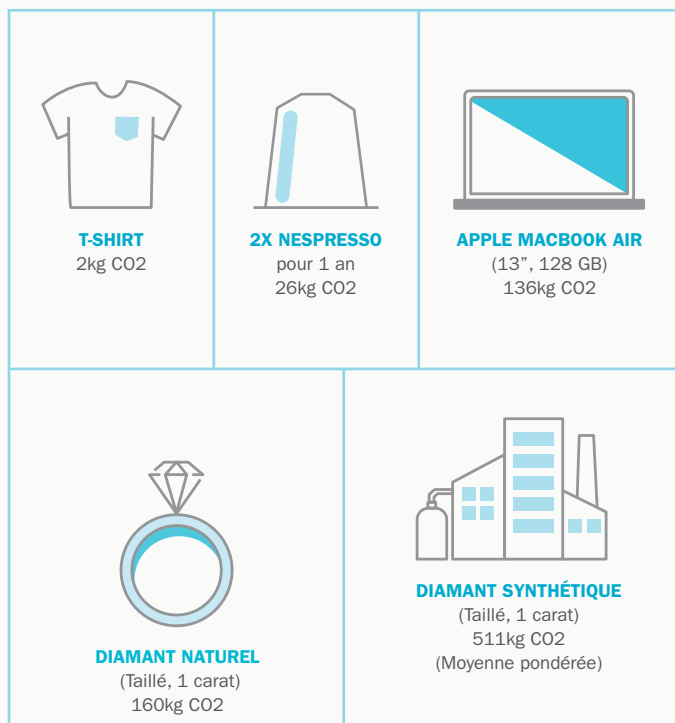 T-SHIRT
2kg CO2
2X NESPRESSO
pour 1 an
26kg CO2
APPLE MACBOOK AIR
(13”, 128 GB)
136kg CO2
DIAMANT NATUREL
(Taillé, 1 carat)
160kg CO2
DIAMANT SYNTHÉTIQUE
(Taillé, 1 carat)
511kg CO2
(Moyenne pondérée)